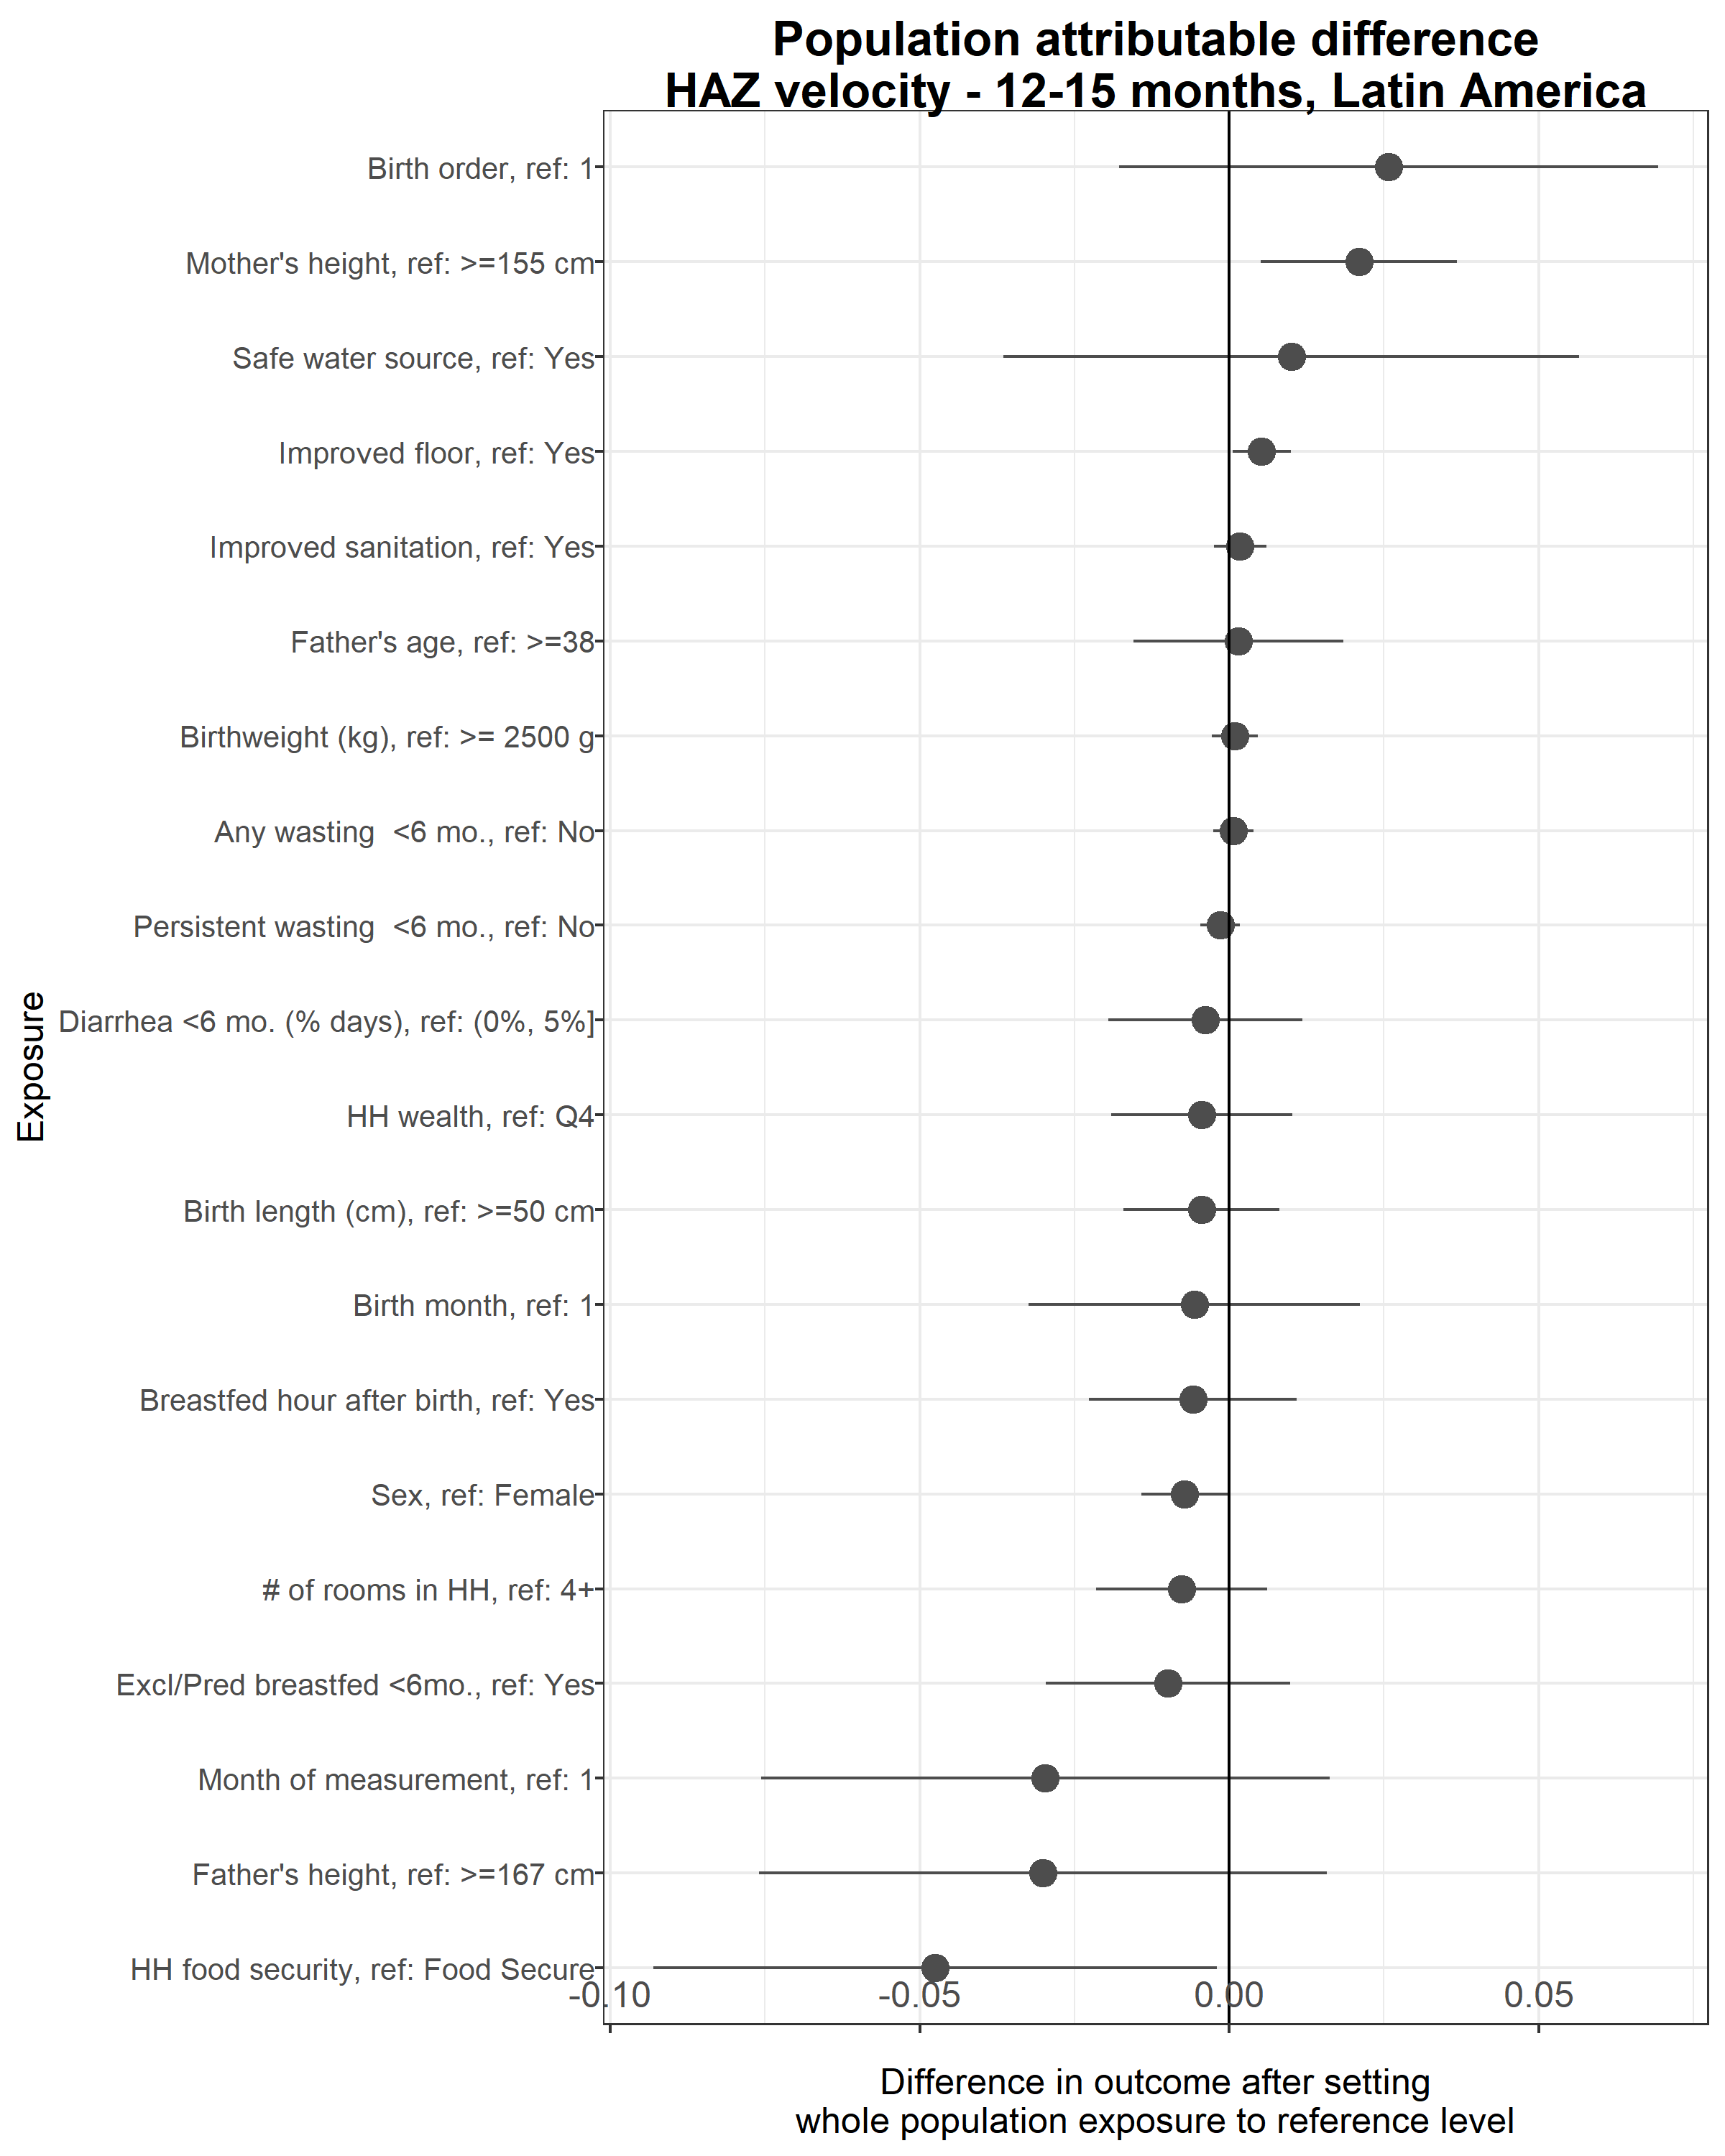 Population attributable difference
HAZ velocity - 12-15 months, Latin America
Exposure
Birth order, ref: 1
Mother's height, ref: >=155 cm
Safe water source, ref: Yes
Improved floor, ref: Yes
Improved sanitation, ref: Yes
Father's age, ref: >=38
Birthweight (kg), ref: >= 2500 g
Any wasting  <6 mo., ref: No
Persistent wasting  <6 mo., ref: No
Diarrhea <6 mo. (% days), ref: (0%, 5%]
HH wealth, ref: Q4
Birth length (cm), ref: >=50 cm
Birth month, ref: 1
Breastfed hour after birth, ref: Yes
Sex, ref: Female
# of rooms in HH, ref: 4+
Excl/Pred breastfed <6mo., ref: Yes
Month of measurement, ref: 1
Father's height, ref: >=167 cm
HH food security, ref: Food Secure
-0.10 -0.05 0.00 0.05
Difference in outcome after setting
whole population exposure to reference level